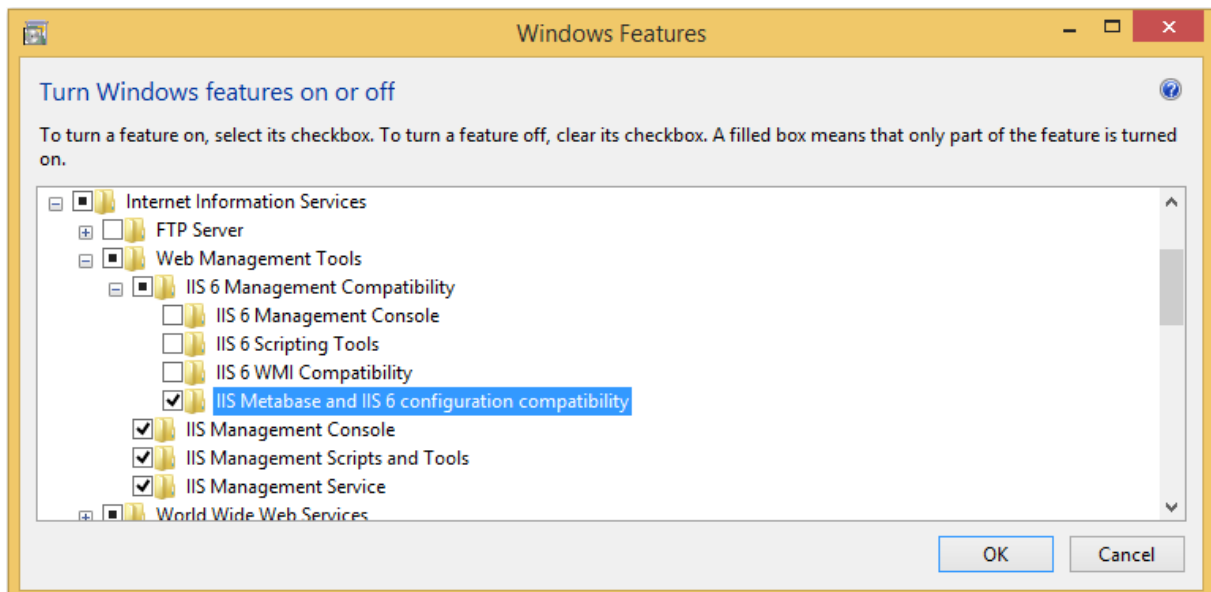 Windows Features
Turn Windows features on or off
To turn a feature on, select its checkbox. To turn a feature off, clear its checkbox. A filled box means that only part of the feature is turned
on.
Internet Information Services
FTP Server
Web Management Tools
IIS 6 Management Compatibility
IIS 6 Management Console
IIS 6 Scripting Tools
IIS 6 WMI Compatibility
IIS Metabase and IIS 6 configuration compatibility
IIS Management Console
IIS Management Scripts and Tools
IIS Management Service
World Wide Web Services
OK Cancel